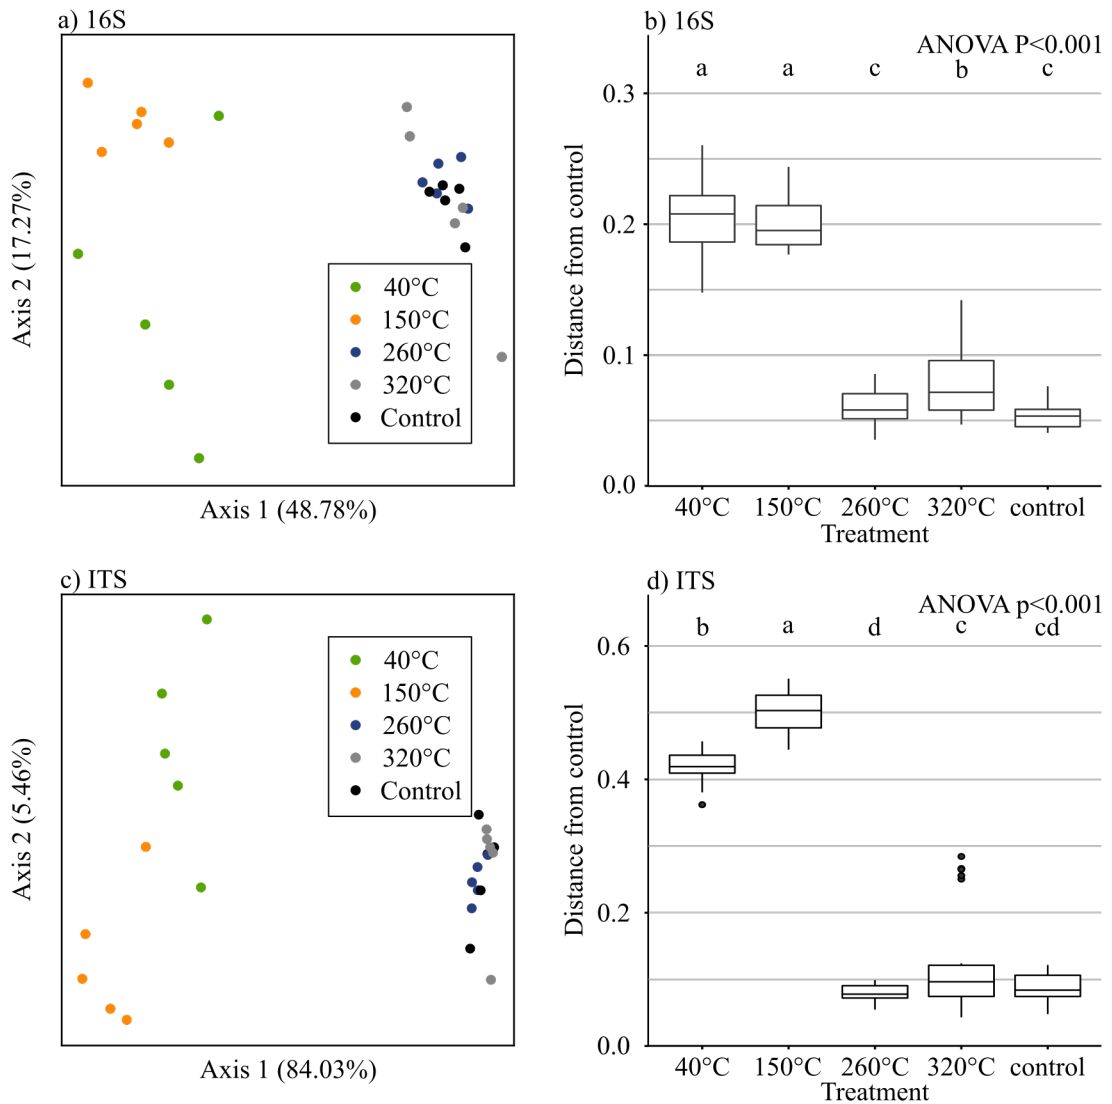 a) 16S
Axis 2 (17.27%)
40°C
150°C
260°C
320°C
Control
Axis 1 (48.78%)
b) 16S
ANOVA P<0.001
a a c b c
Distance from control
0.3
0.2
0.1
0.0
40°C 150°C 260°C 320°C control
Treatment
c) ITS
Axis 2 (5.46%)
40°C
150°C
260°C
320°C
Control
Axis 1 (84.03%)
d) ITS
ANOVA p<0.001
b a d c cd
Distance from control
0.6
0.4
0.2
0.0
40°C 150°C 260°C 320°C control
Treatment